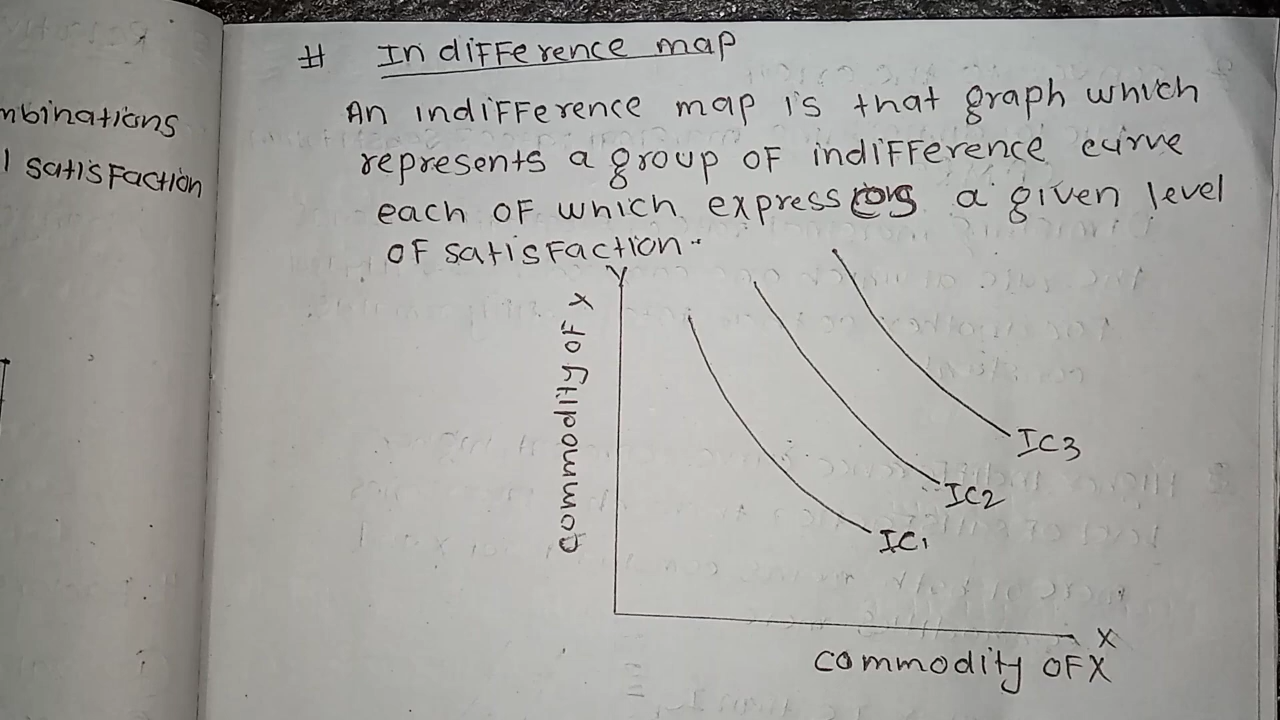 nbinations
l satisfaction
# Indifference map
An indifference map is that graph which
represents a group of indifference curve
each of which express a given level
of satisfaction.
Y
commodity of x
IC3
IC2
IC1
X
commodity of X